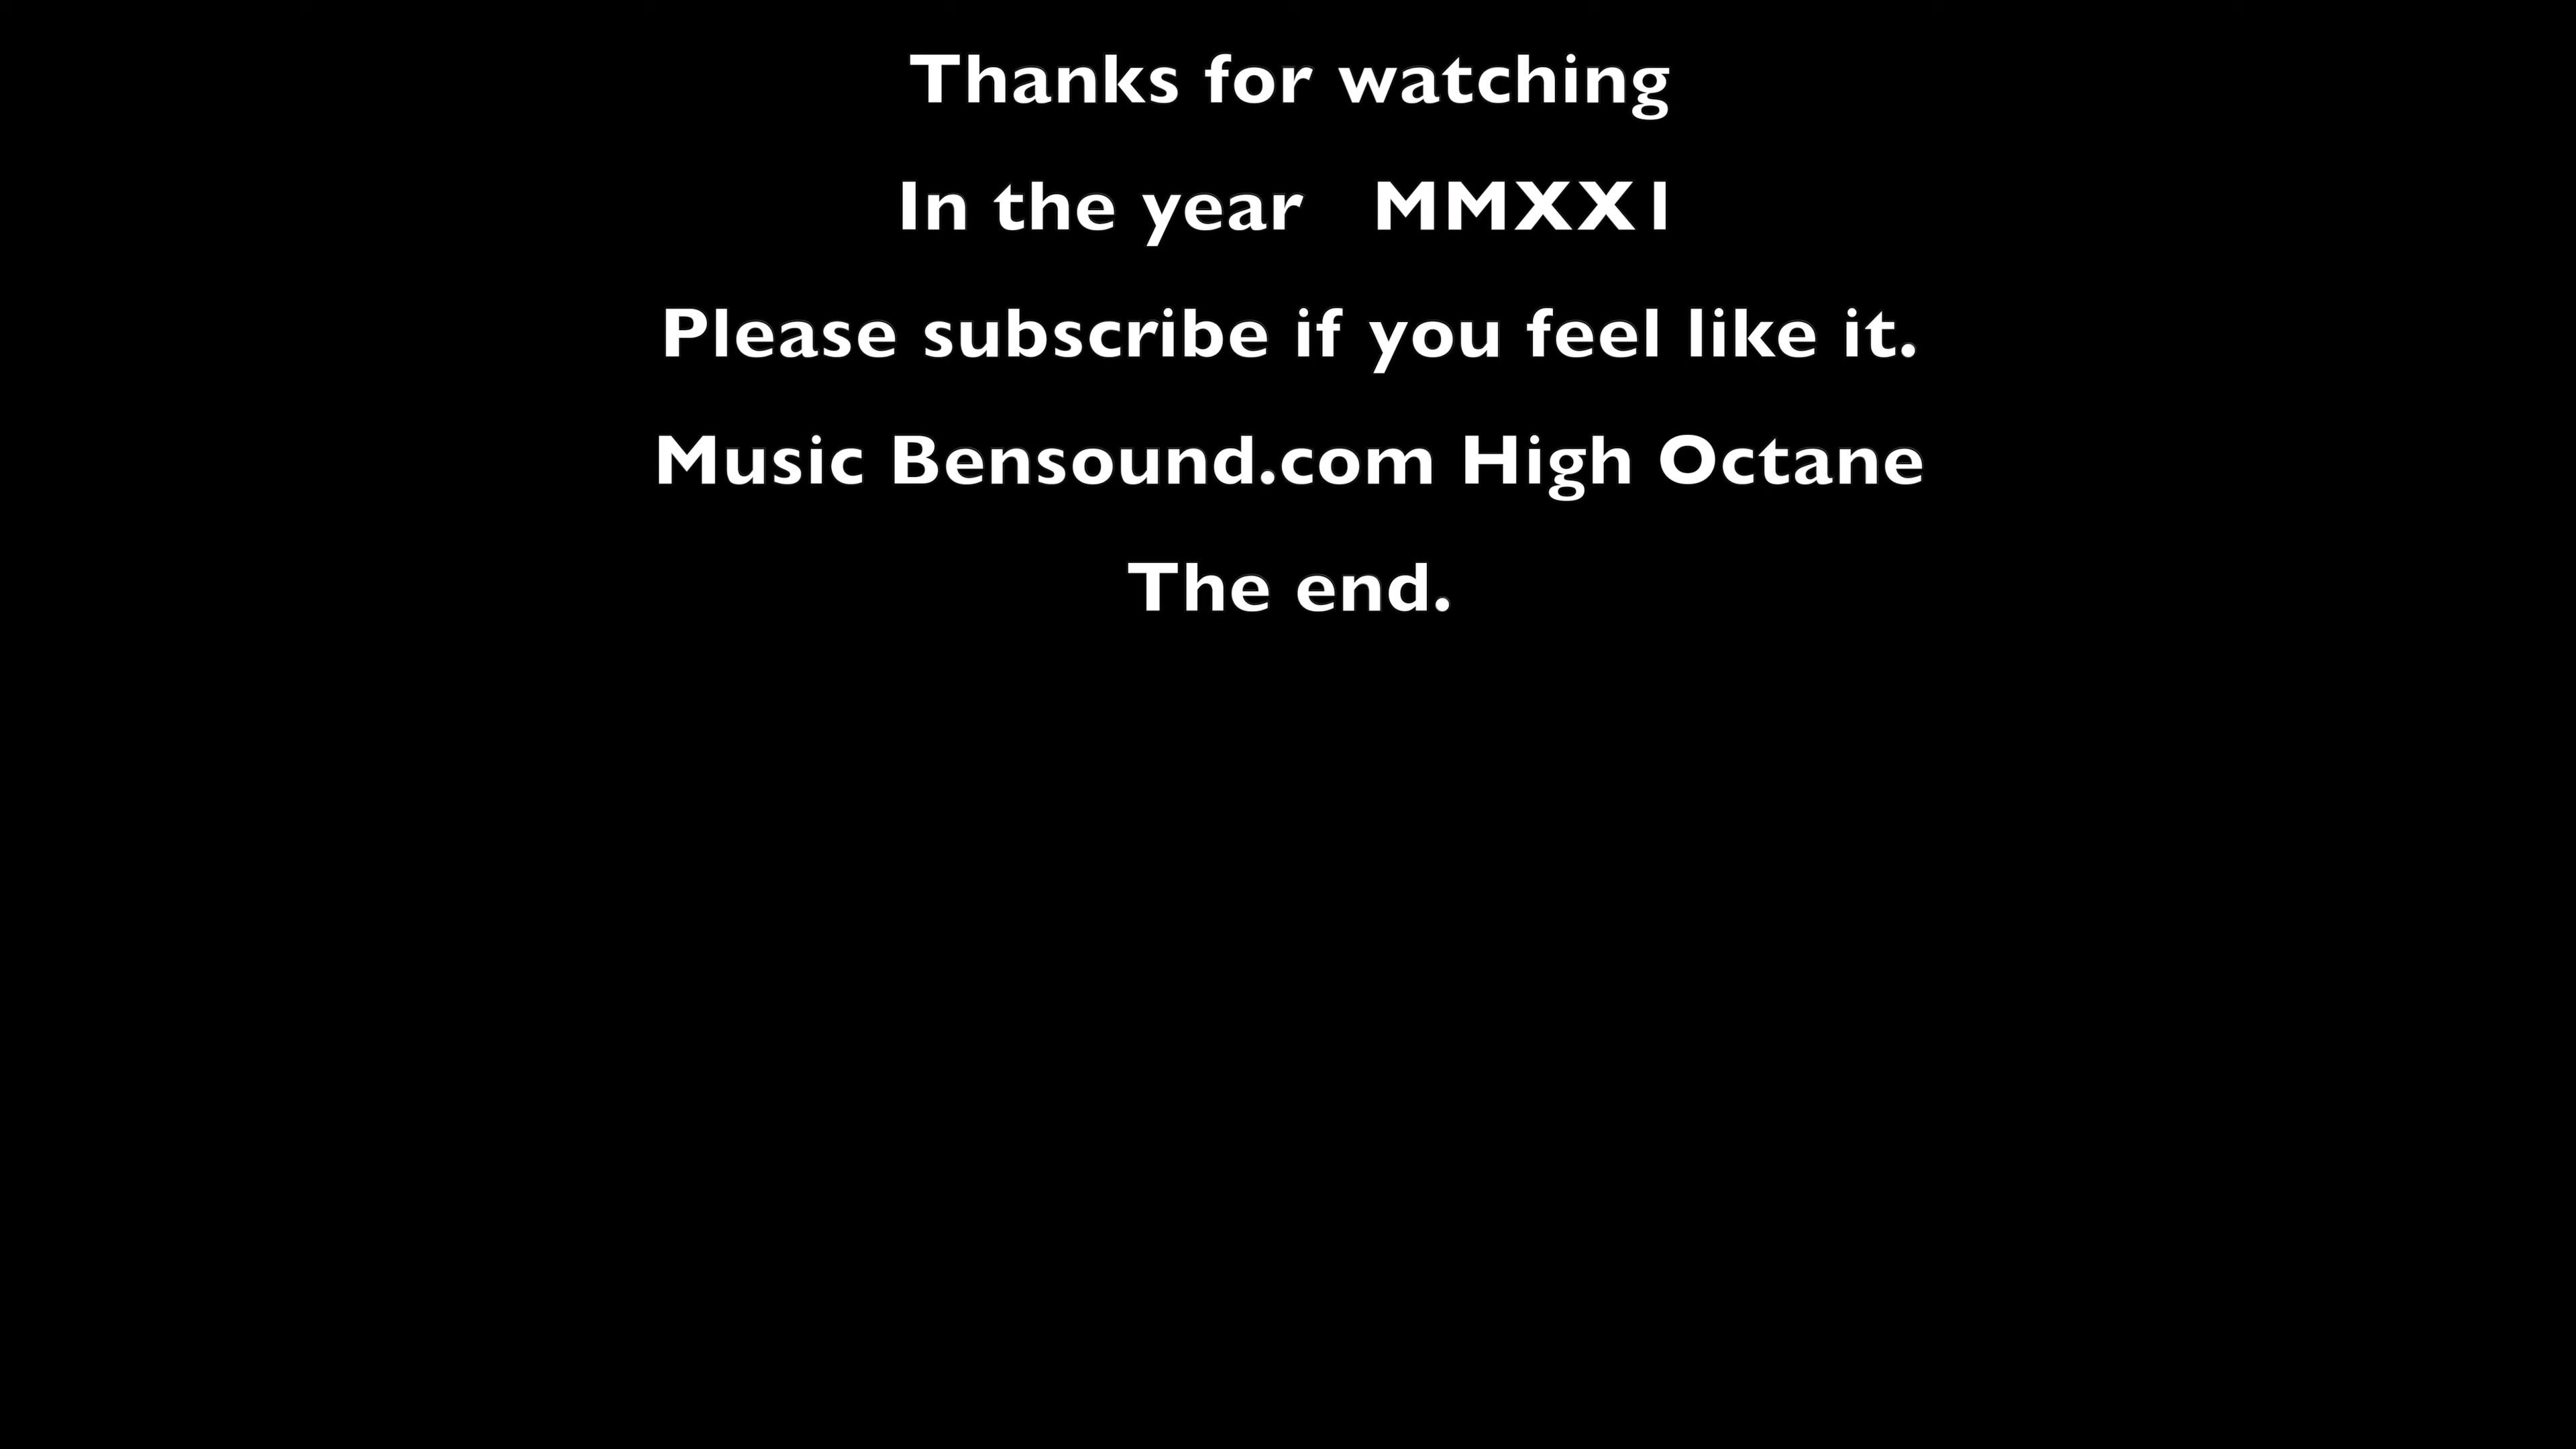 Thanks for watching
In the year   MMXX1
Please subscribe if you feel like it.
Music Bensound.com High Octane
The end.